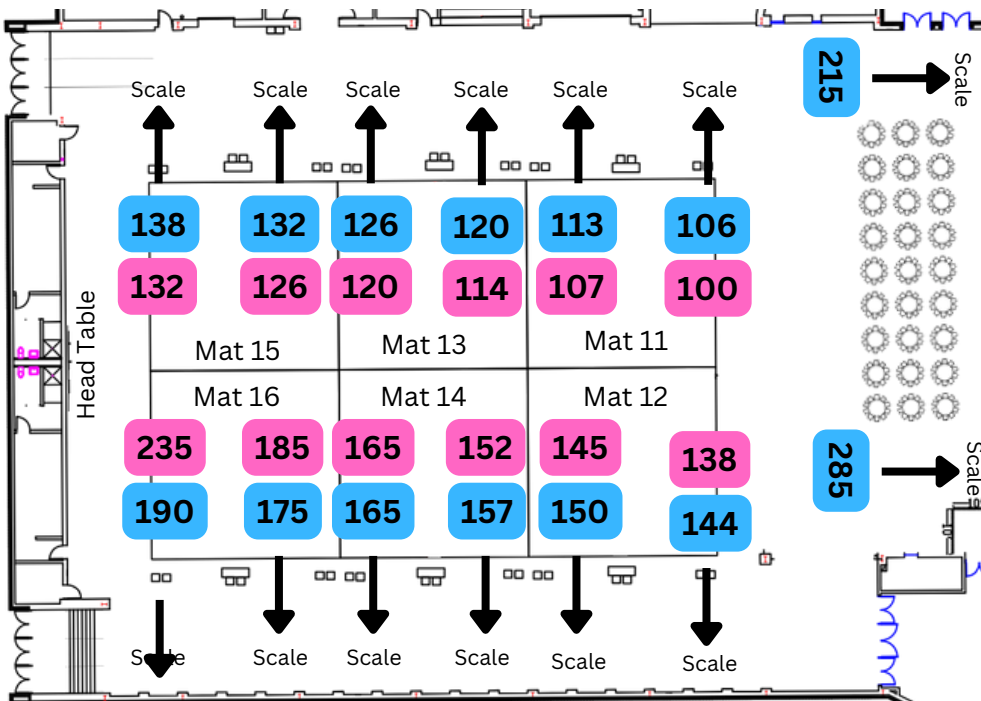 215
Scale
Scale Scale Scale Scale Scale Scale
138 132 126 120 113 106
132 126 120 114 107 100
Head Table
Mat 15 Mat 13 Mat 11
Mat 16 Mat 14 Mat 12
235 185 165 152 145 138
190 175 165 157 150 144
285
Scale
Scale Scale Scale Scale Scale Scale